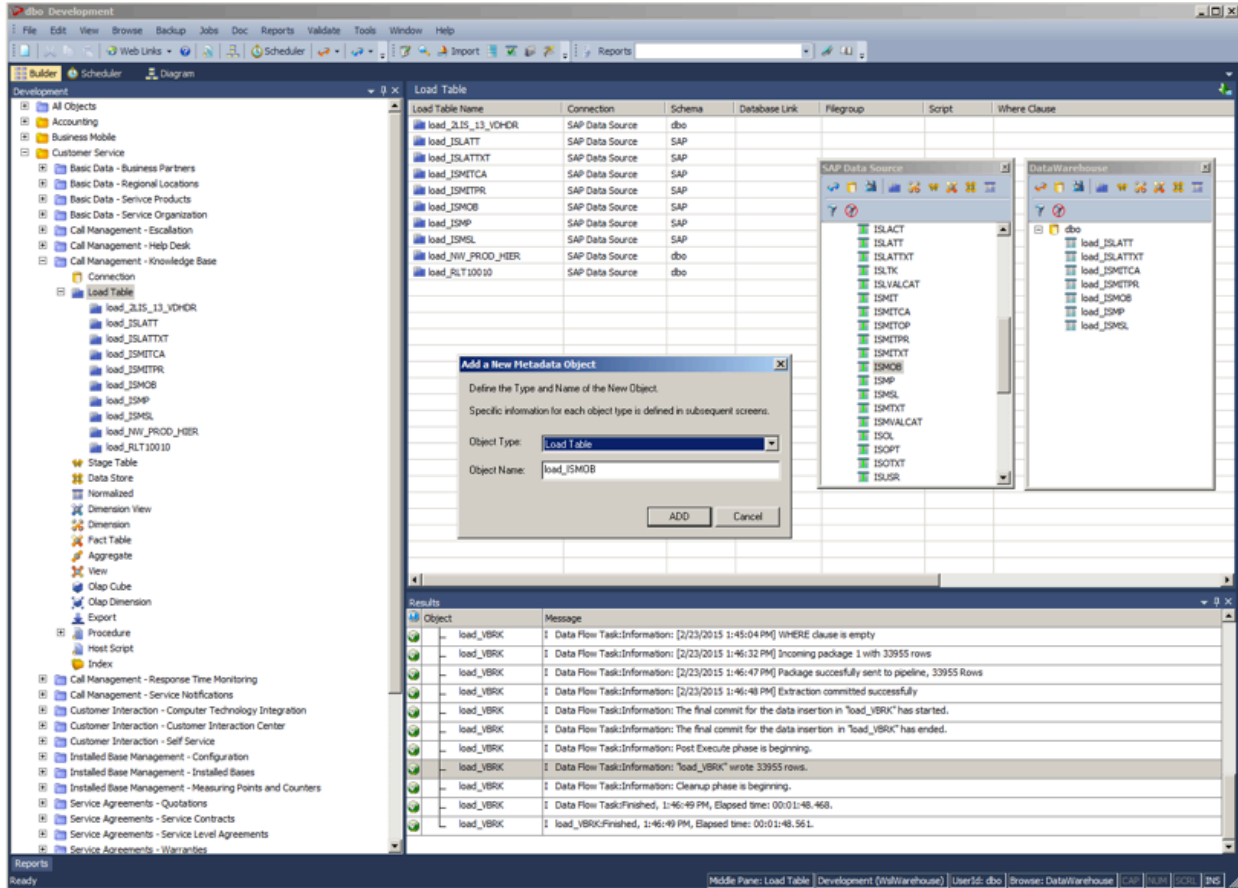 dbo Development
File Edit View Browse Backup Jobs Doc Reports Validate Tools Window Help
Web Links Scheduler Import Reports
Builder Scheduler Diagram
Development
All Objects
Accounting
Business Mobile
Customer Service
Basic Data - Business Partners
Basic Data - Regional Locations
Basic Data - Serivce Products
Basic Data - Service Organization
Call Management - Escallation
Call Management - Help Desk
Call Management - Knowledge Base
Connection
Load Table
load_2LIS_13_VDHDR
load_ISLATT
load_ISLATTXT
load_ISMITCA
load_ISMITPR
load_ISMOB
load_ISMP
load_ISMSL
load_NW_PROD_HIER
load_RLT10010
Stage Table
Data Store
Normalized
Dimension View
Dimension
Fact Table
Aggregate
View
Olap Cube
Olap Dimension
Export
Procedure
Host Script
Index
Call Management - Response Time Monitoring
Call Management - Service Notifications
Customer Interaction - Computer Technology Integration
Customer Interaction - Customer Interaction Center
Customer Interaction - Self Service
Installed Base Management - Configuration
Installed Base Management - Installed Bases
Installed Base Management - Measuring Points and Counters
Service Agreements - Quotations
Service Agreements - Service Contracts
Service Agreements - Service Level Agreements
Service Agreements - Warranties
Load Table
Load Table Name Connection Schema Database Link Filegroup Script Where Clause
load_2LIS_13_VDHDR SAP Data Source dbo
load_ISLATT SAP Data Source SAP
load_ISLATTXT SAP Data Source SAP
load_ISMITCA SAP Data Source SAP
load_ISMITPR SAP Data Source SAP
load_ISMOB SAP Data Source SAP
load_ISMP SAP Data Source SAP
load_ISMSL SAP Data Source SAP
load_NW_PROD_HIER SAP Data Source dbo
load_RLT10010 SAP Data Source dbo
SAP Data Source
ISLACT
ISLATT
ISLATTXT
ISLTK
ISLVALCAT
ISMIT
ISMITCA
ISMITOP
ISMITPR
ISMITXT
ISMOB
ISMP
ISMSL
ISMTXT
ISMVALCAT
ISOL
ISOPT
ISOTXT
ISUSR
DataWarehouse
dbo
load_ISLATT
load_ISLATTXT
load_ISMITCA
load_ISMITPR
load_ISMOB
load_ISMP
load_ISMSL
Add a New Metadata Object
Define the Type and Name of the New Object.
Specific information for each object type is defined in subsequent screens.
Object Type: Load Table
Object Name: load_ISMOB
ADD Cancel
Results
Object Message
load_VBRK I Data Flow Task:Information: [2/23/2015 1:45:04 PM] WHERE clause is empty
load_VBRK I Data Flow Task:Information: [2/23/2015 1:46:32 PM] Incoming package 1 with 33955 rows
load_VBRK I Data Flow Task:Information: [2/23/2015 1:46:47 PM] Package succesfully sent to pipeline, 33955 Rows
load_VBRK I Data Flow Task:Information: [2/23/2015 1:46:48 PM] Extraction committed successfully
load_VBRK I Data Flow Task:Information: The final commit for the data insertion in "load_VBRK" has started.
load_VBRK I Data Flow Task:Information: The final commit for the data insertion in "load_VBRK" has ended.
load_VBRK I Data Flow Task:Information: Post Execute phase is beginning.
load_VBRK I Data Flow Task:Information: "load_VBRK" wrote 33955 rows.
load_VBRK I Data Flow Task:Information: Cleanup phase is beginning.
load_VBRK I Data Flow Task:Finished, 1:46:49 PM, Elapsed time: 00:01:48.468.
load_VBRK I load_VBRK:Finished, 1:46:49 PM, Elapsed time: 00:01:48.561.
Reports
Ready Middle Pane: Load Table Development (WslWarehouse) UserId: dbo Browse: DataWarehouse CAP NUM SCRL INS